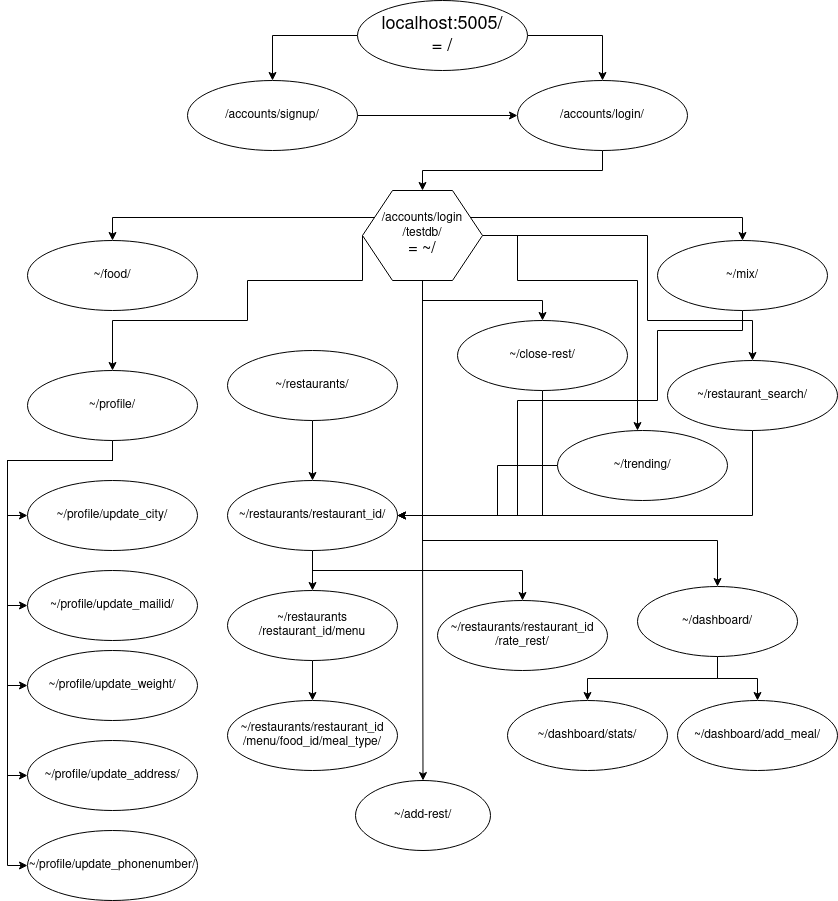 localhost:5005/
= /
/accounts/signup/
/accounts/login/
/accounts/login
/testdb/
= ~/
~/food/
~/mix/
~/close-rest/
~/restaurants/
~/restaurant_search/
~/profile/
~/trending/
~/profile/update_city/
~/restaurants/restaurant_id/
~/profile/update_mailid/
~/restaurants
/restaurant_id/menu
~/restaurants/restaurant_id
/rate_rest/
~/dashboard/
~/profile/update_weight/
~/restaurants/restaurant_id
/menu/food_id/meal_type/
~/dashboard/stats/
~/dashboard/add_meal/
~/profile/update_address/
~/add-rest/
~/profile/update_phonenumber/